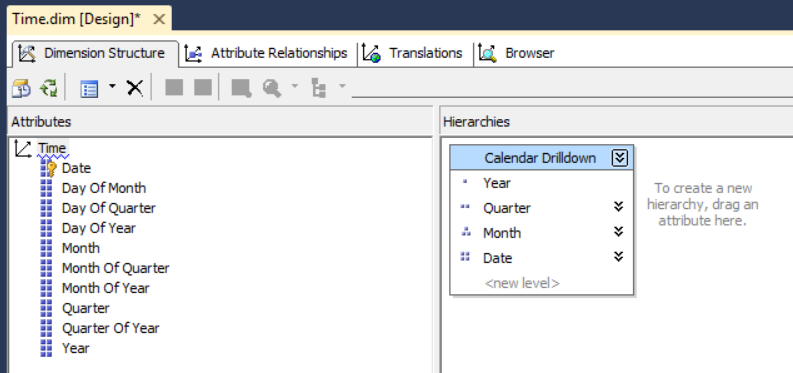 Time.dim [Design]*
Dimension Structure Attribute Relationships Translations Browser
Attributes
Time
Date
Day Of Month
Day Of Quarter
Day Of Year
Month
Month Of Quarter
Month Of Year
Quarter
Quarter Of Year
Year
Hierarchies
Calendar Drilldown
Year
Quarter
Month
Date
<new level>
To create a new
hierarchy, drag an
attribute here.